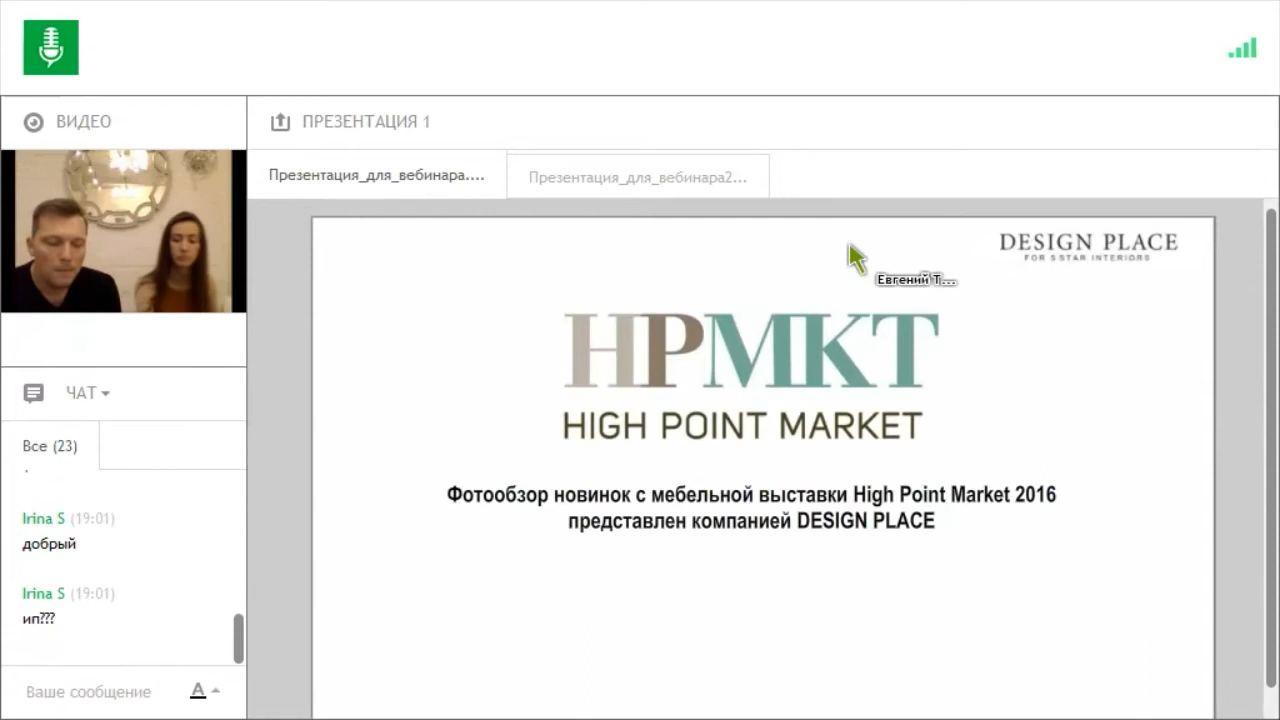 ВИДЕО
ПРЕЗЕНТАЦИЯ 1
Презентация_для_вебинара....
Презентация_для_вебинара2...
DESIGN PLACE
FOR 5 STAR INTERIORS
Евгений Т...
HPMKT
HIGH POINT MARKET
Фотообзор новинок с мебельной выставки High Point Market 2016
представлен компанией DESIGN PLACE
ЧАТ
Все (23)
Irina S (19:01)
добрый
Irina S (19:01)
ип???
Ваше сообщение
A